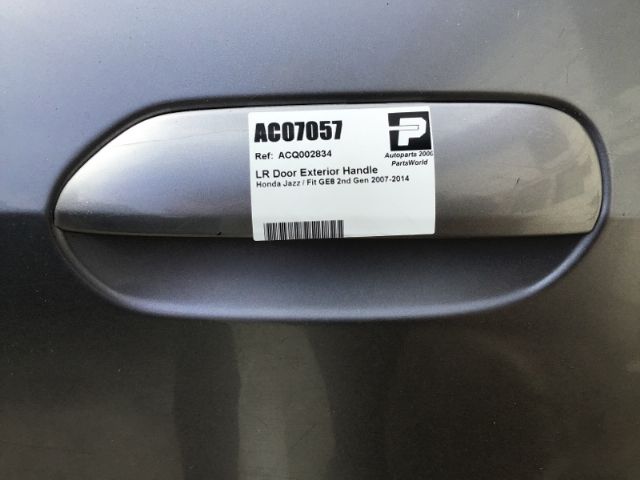 AC07057
Ref: ACQ002834
LR Door Exterior Handle
Honda Jazz / Fit GE8 2nd Gen 2007-2014
P
Autoparts 2000
PartsWorld